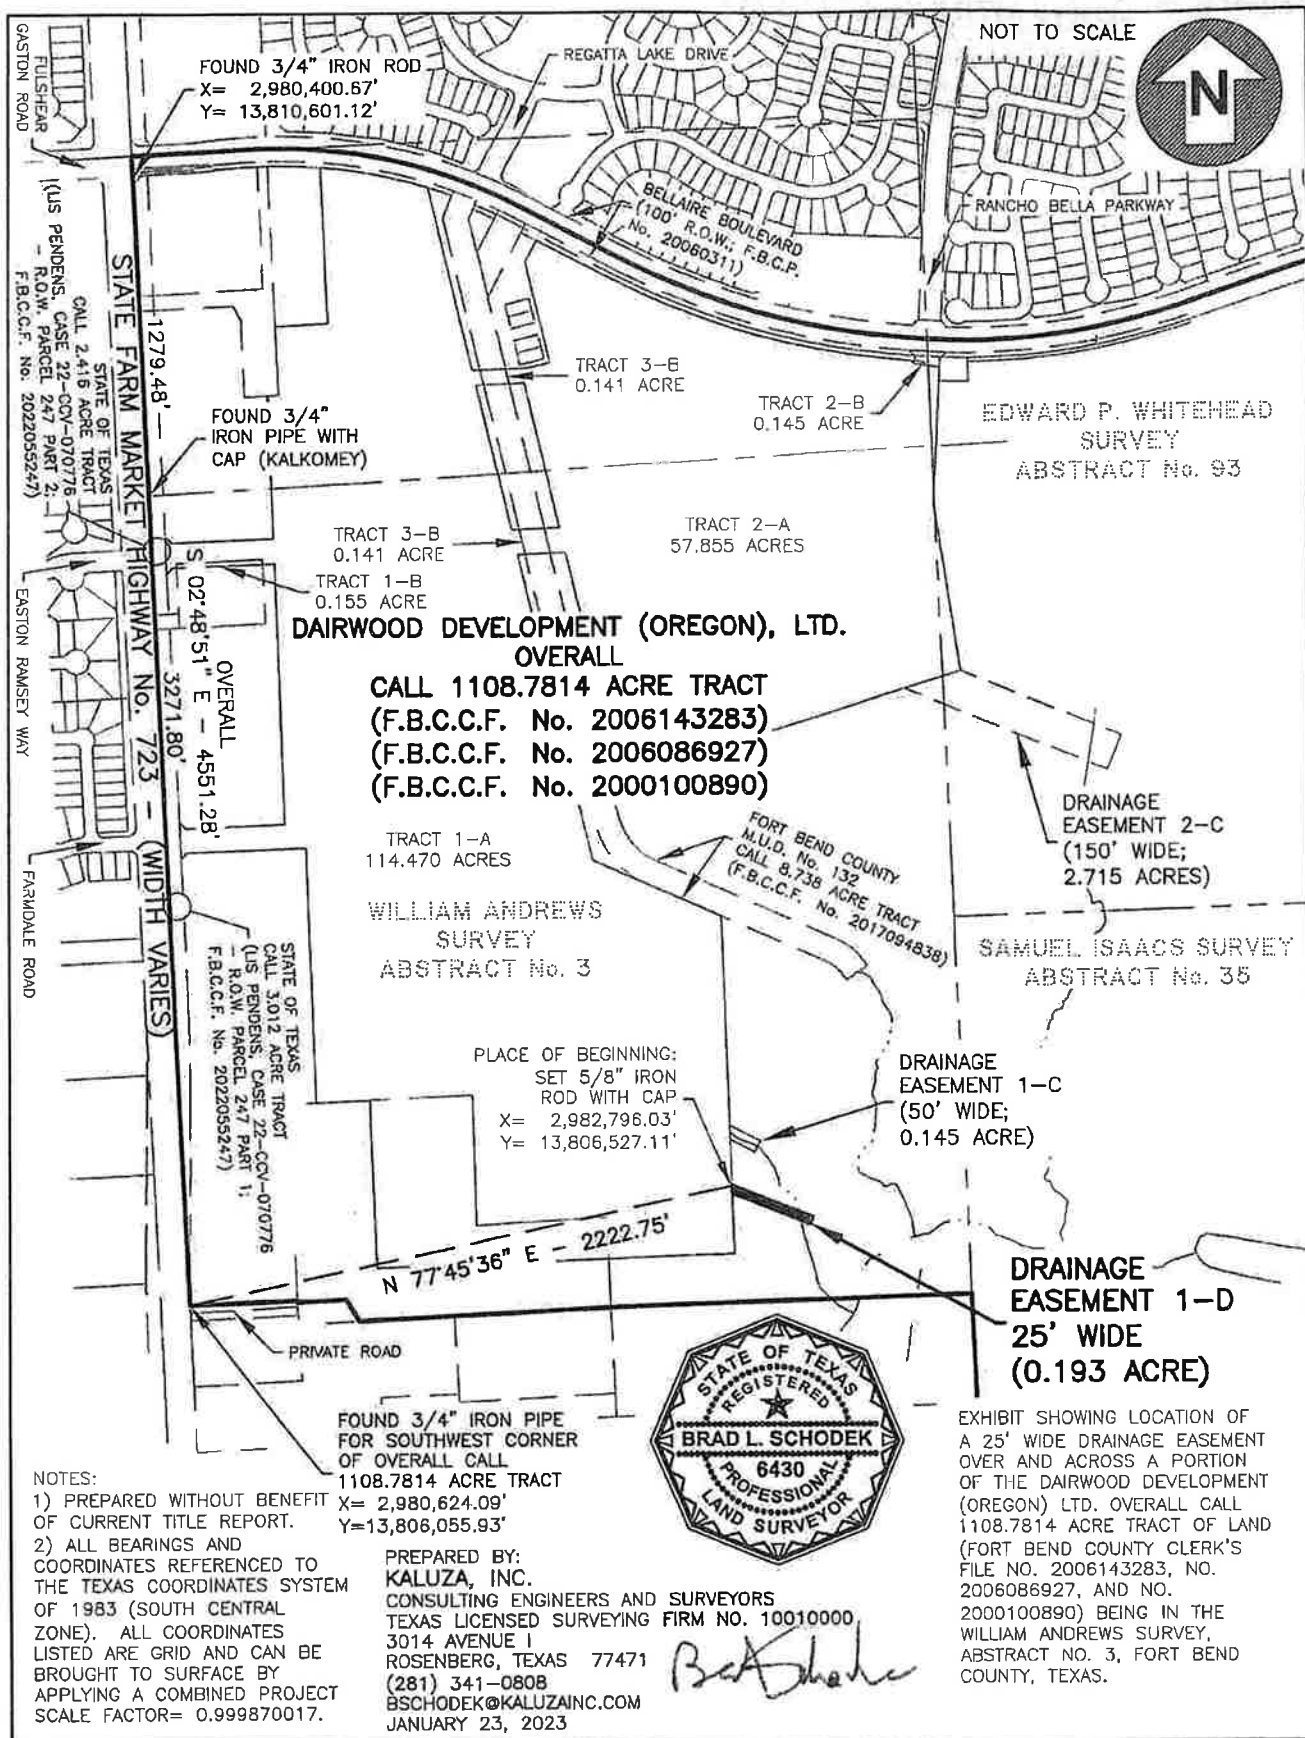 NOT TO SCALE
N
GASTON ROAD
FULSHEAR
FOUND 3/4" IRON ROD
X= 2,980,400.67'
Y= 13,810,601.12'
REGATTA LAKE DRIVE
BELLAIRE BOULEVARD
(100' R.O.W.; F.B.C.P.
No. 20060311)
RANCHO BELLA PARKWAY
STATE OF TEXAS
CALL 2.416 ACRE TRACT
(LIS PENDENS, CASE 22-CCV-070776
- R.O.W. PARCEL 247 PART 2;
F.B.C.C.F. No. 2022055247)
STATE FARM MARKET HIGHWAY No. 723 - (WIDTH VARIES)
1279.48'
FOUND 3/4"
IRON PIPE WITH
CAP (KALKOMEY)
TRACT 3-B
0.141 ACRE
TRACT 2-B
0.145 ACRE
EDWARD P. WHITEHEAD
SURVEY
ABSTRACT No. 93
TRACT 3-B
0.141 ACRE
TRACT 2-A
57.855 ACRES
TRACT 1-B
0.155 ACRE
EASTON RAMSEY WAY
OVERALL
S 02°48'51" E - 4551.28'
3271.80'
DAIRWOOD DEVELOPMENT (OREGON), LTD.
OVERALL
CALL 1108.7814 ACRE TRACT
(F.B.C.C.F. No. 2006143283)
(F.B.C.C.F. No. 2006086927)
(F.B.C.C.F. No. 2000100890)
DRAINAGE
EASEMENT 2-C
(150' WIDE;
2.715 ACRES)
TRACT 1-A
114.470 ACRES
FORT BEND COUNTY
M.U.D. No. 132
CALL 8.738 ACRE TRACT
(F.B.C.C.F. No. 2017094838)
FARMDALE ROAD
WILLIAM ANDREWS
SURVEY
ABSTRACT No. 3
SAMUEL ISAACS SURVEY
ABSTRACT No. 35
STATE OF TEXAS
CALL 3.012 ACRE TRACT
(LIS PENDENS, CASE 22-CCV-070776
- R.O.W. PARCEL 247 PART 1;
F.B.C.C.F. No. 2022055247)
PLACE OF BEGINNING:
SET 5/8" IRON
ROD WITH CAP
X= 2,982,796.03'
Y= 13,806,527.11'
DRAINAGE
EASEMENT 1-C
(50' WIDE;
0.145 ACRE)
N 77°45'36" E - 2222.75'
DRAINAGE
EASEMENT 1-D
25' WIDE
(0.193 ACRE)
PRIVATE ROAD
FOUND 3/4" IRON PIPE
FOR SOUTHWEST CORNER
OF OVERALL CALL
1108.7814 ACRE TRACT
X= 2,980,624.09'
Y=13,806,055.93'
STATE OF TEXAS
REGISTERED
BRAD L. SCHODEK
6430
PROFESSIONAL
LAND SURVEYOR
EXHIBIT SHOWING LOCATION OF
A 25' WIDE DRAINAGE EASEMENT
OVER AND ACROSS A PORTION
OF THE DAIRWOOD DEVELOPMENT
(OREGON) LTD. OVERALL CALL
1108.7814 ACRE TRACT OF LAND
(FORT BEND COUNTY CLERK'S
FILE NO. 2006143283, NO.
2006086927, AND NO.
2000100890) BEING IN THE
WILLIAM ANDREWS SURVEY,
ABSTRACT NO. 3, FORT BEND
COUNTY, TEXAS.
NOTES:
1) PREPARED WITHOUT BENEFIT
OF CURRENT TITLE REPORT.
2) ALL BEARINGS AND
COORDINATES REFERENCED TO
THE TEXAS COORDINATES SYSTEM
OF 1983 (SOUTH CENTRAL
ZONE). ALL COORDINATES
LISTED ARE GRID AND CAN BE
BROUGHT TO SURFACE BY
APPLYING A COMBINED PROJECT
SCALE FACTOR= 0.999870017.
PREPARED BY:
KALUZA, INC.
CONSULTING ENGINEERS AND SURVEYORS
TEXAS LICENSED SURVEYING FIRM NO. 10010000
3014 AVENUE I
ROSENBERG, TEXAS 77471
(281) 341-0808
BSCHODEK@KALUZAINC.COM
JANUARY 23, 2023